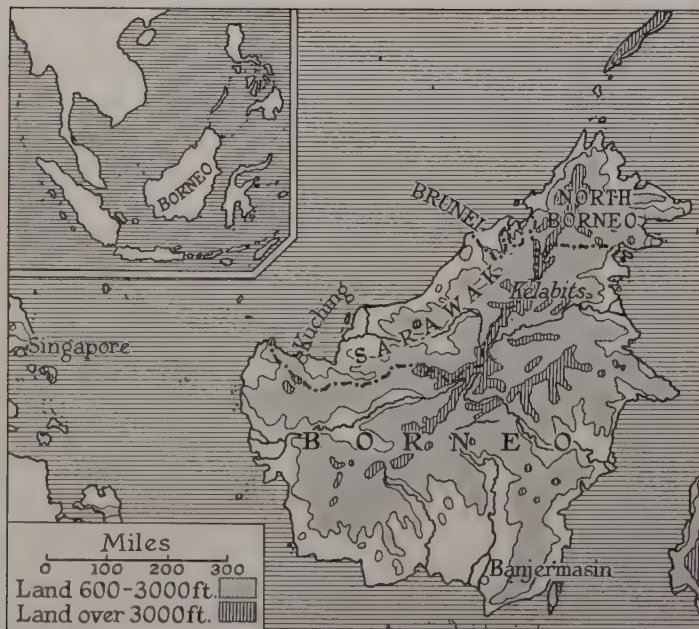 BORNEO
BRUNEI
NORTH
BORNEO
Kelabits
SARAWAK
Kuching
Singapore
BORNEO
Banjermasin
Miles
0 100 200 300
Land 600-3000ft.
Land over 3000ft.